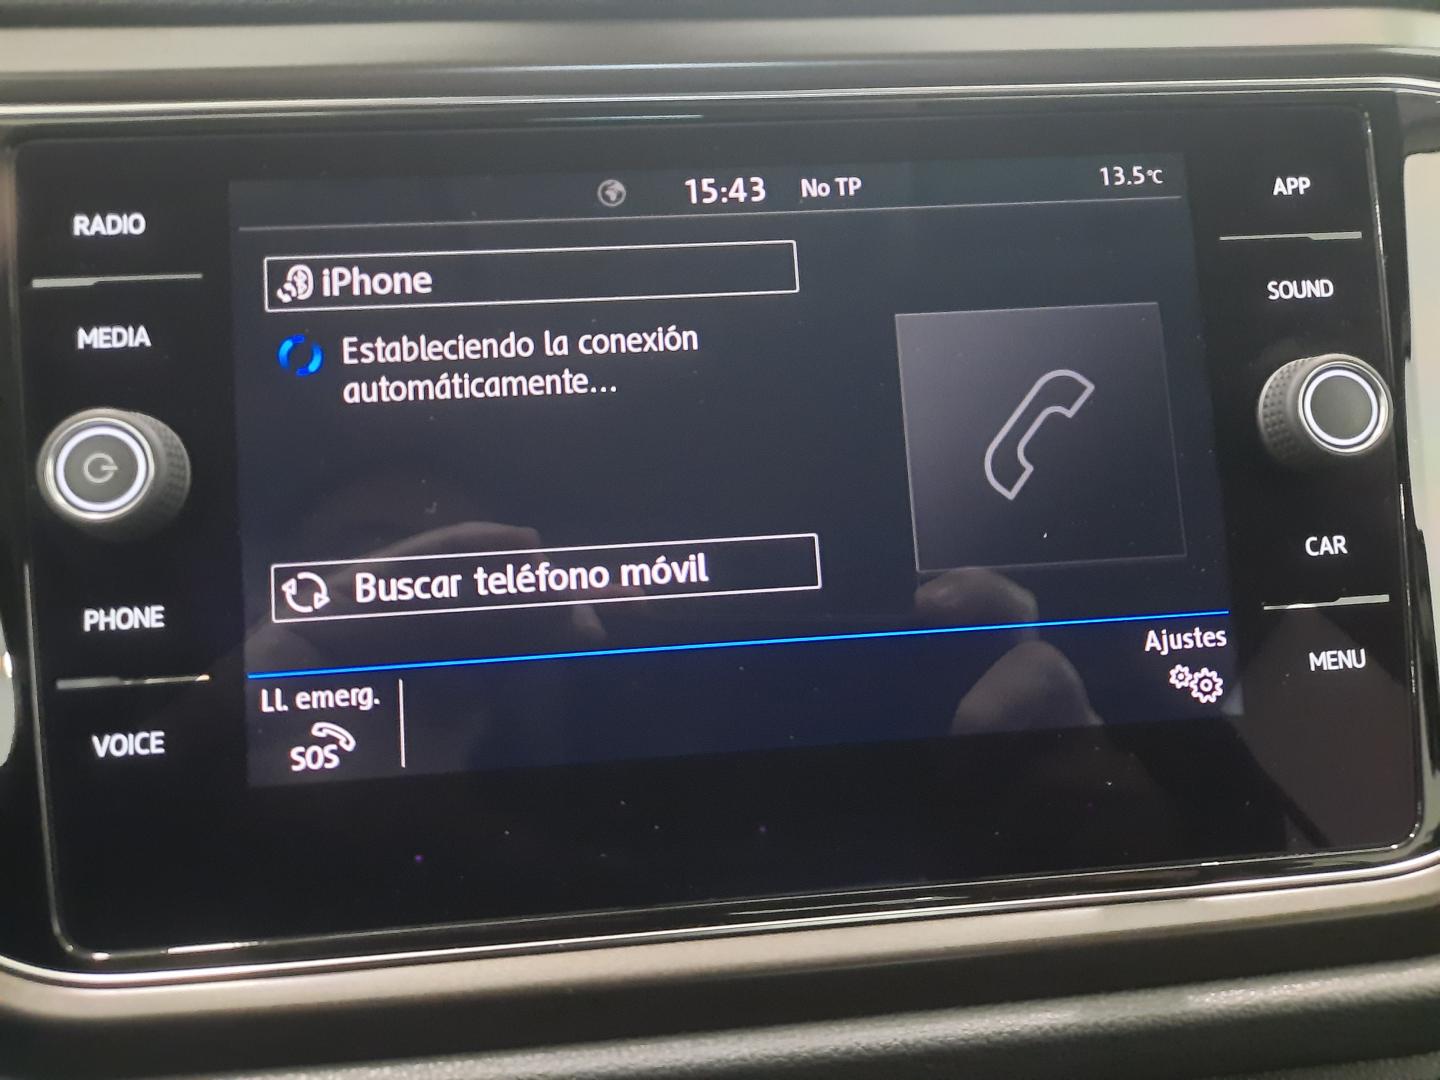 RADIO
MEDIA
PHONE
VOICE
15:43 No TP 13.5°C
iPhone
Estableciendo la conexión
automáticamente...
Buscar teléfono móvil
Ll. emerg.
SOS
Ajustes
APP
SOUND
CAR
MENU